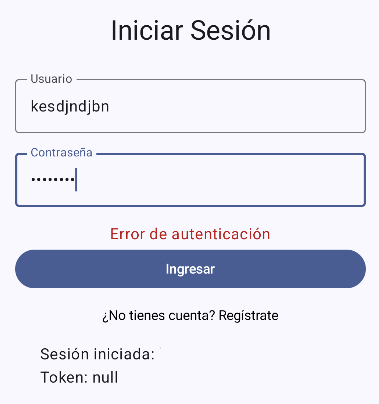 Iniciar Sesión
Usuario
kesdjndjbn
Contraseña
••••••••
Error de autenticación
Ingresar
¿No tienes cuenta? Regístrate
Sesión iniciada:
Token: null